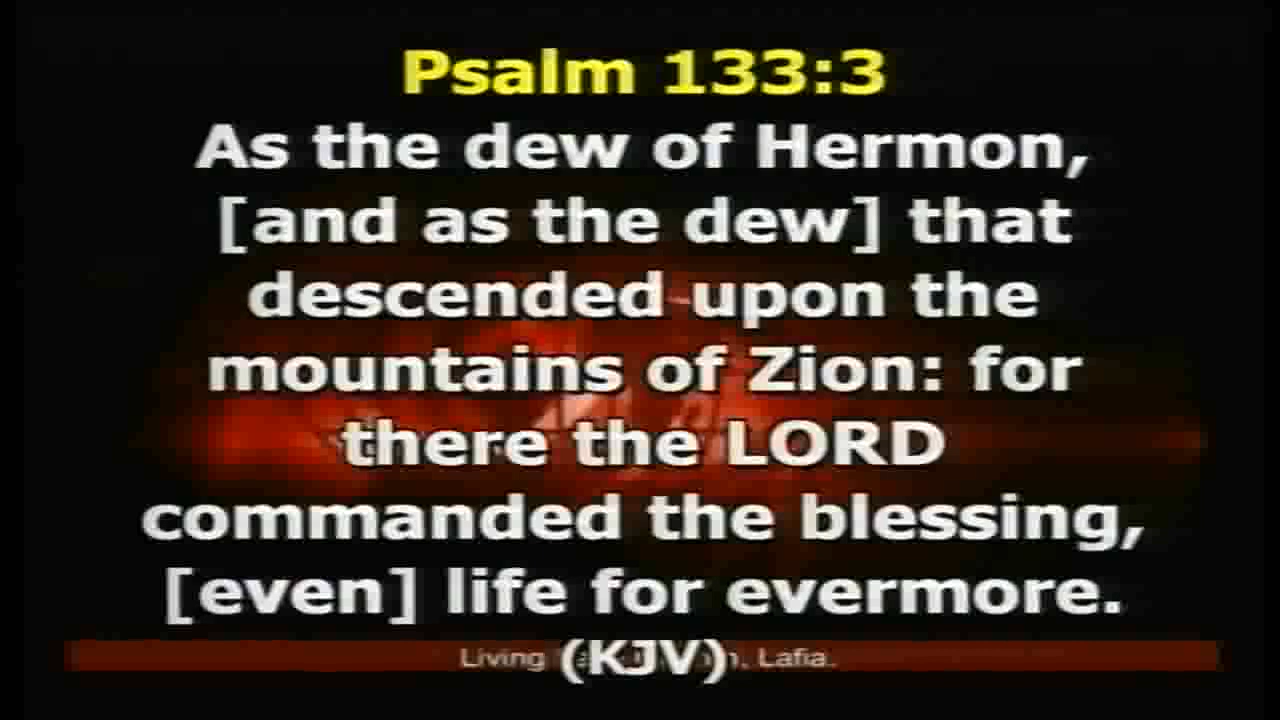 Psalm 133:3
As the dew of Hermon,
[and as the dew] that
descended upon the
mountains of Zion: for
there the LORD
commanded the blessing,
[even] life for evermore.
(KJV)
Living Lafia.